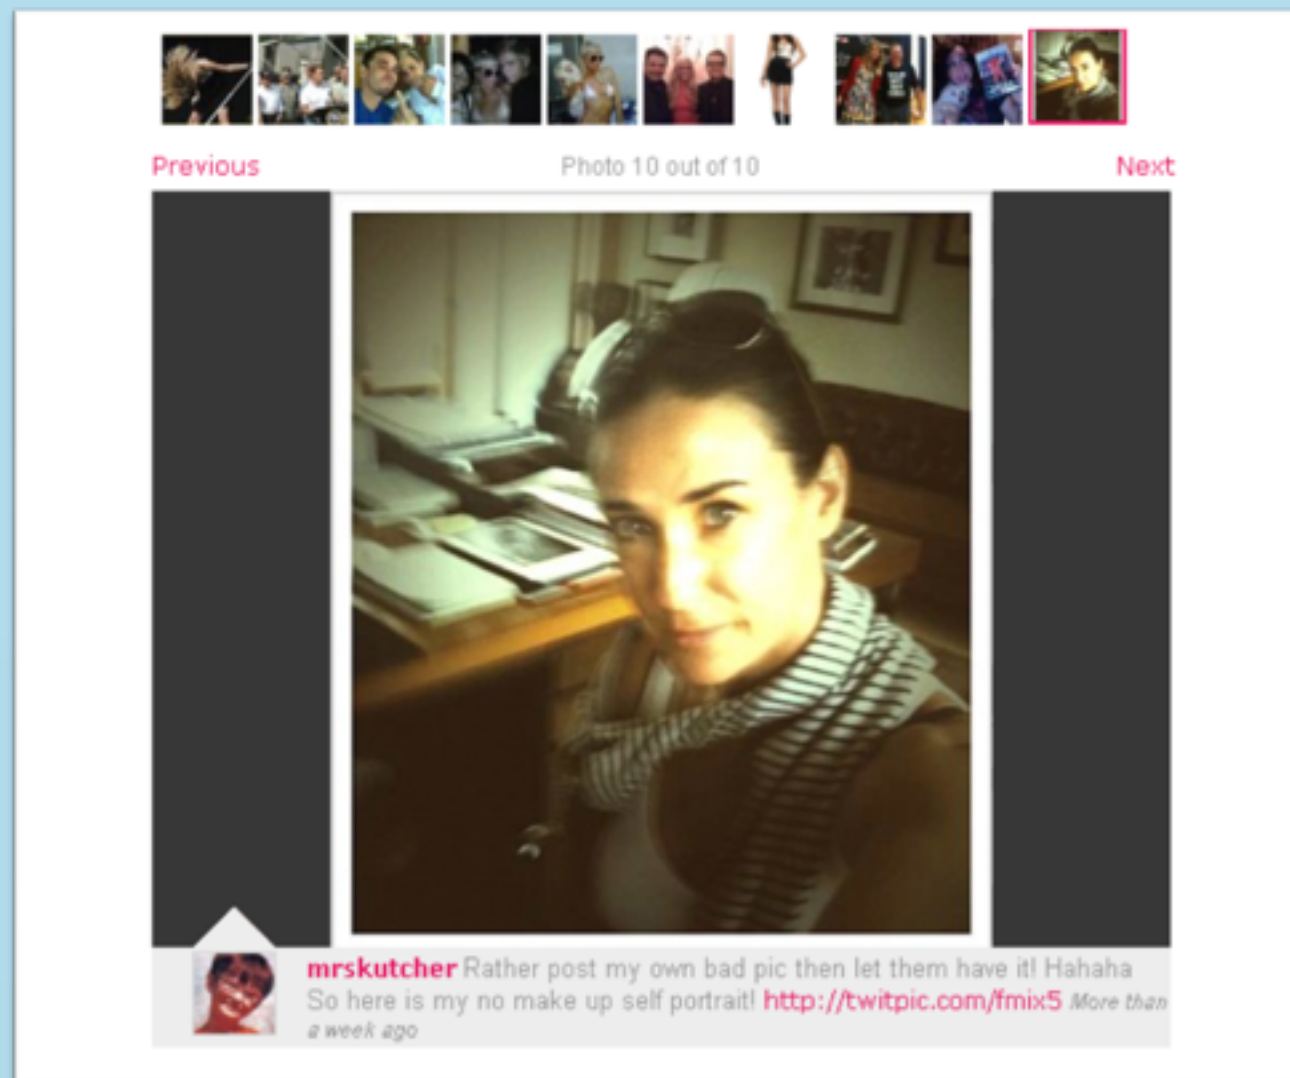 Previous Photo 10 out of 10 Next
mrskutcher Rather post my own bad pic then let them have it! Hahaha
So here is my no make up self portrait! http://twitpic.com/fmix5 More than
a week ago